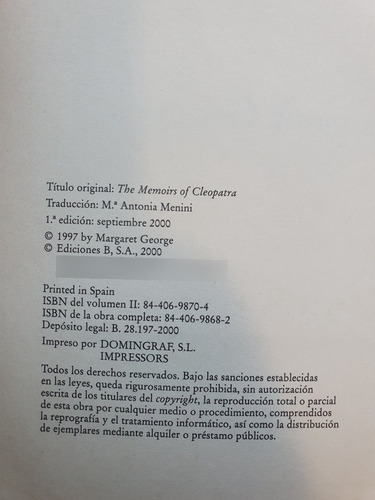 Título original: The Memoirs of Cleopatra
Traducción: M.ª Antonia Menini
1.ª edición: septiembre 2000
© 1997 by Margaret George
© Ediciones B, S.A., 2000
Printed in Spain
ISBN del volumen II: 84-406-9870-4
ISBN de la obra completa: 84-406-9868-2
Depósito legal: B. 28.197-2000
Impreso por DOMINGRAF, S.L.
IMPRESSORS
Todos los derechos reservados. Bajo las sanciones establecidas
en las leyes, queda rigurosamente prohibida, sin autorización
escrita de los titulares del copyright, la reproducción total o parcial
de esta obra por cualquier medio o procedimiento, comprendidos
la reprografía y el tratamiento informático, así como la distribución
de ejemplares mediante alquiler o préstamo públicos.